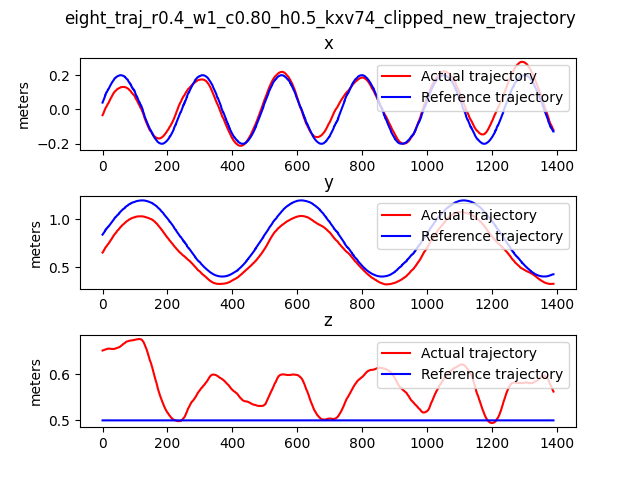 eight_traj_r0.4_w1_c0.80_h0.5_kxv74_clipped_new_trajectory
x
meters
0.2
0.0
−0.2
Actual trajectory
Reference trajectory
0 200 400 600 800 1000 1200 1400
y
meters
1.0
0.5
Actual trajectory
Reference trajectory
0 200 400 600 800 1000 1200 1400
z
meters
0.6
0.5
Actual trajectory
Reference trajectory
0 200 400 600 800 1000 1200 1400